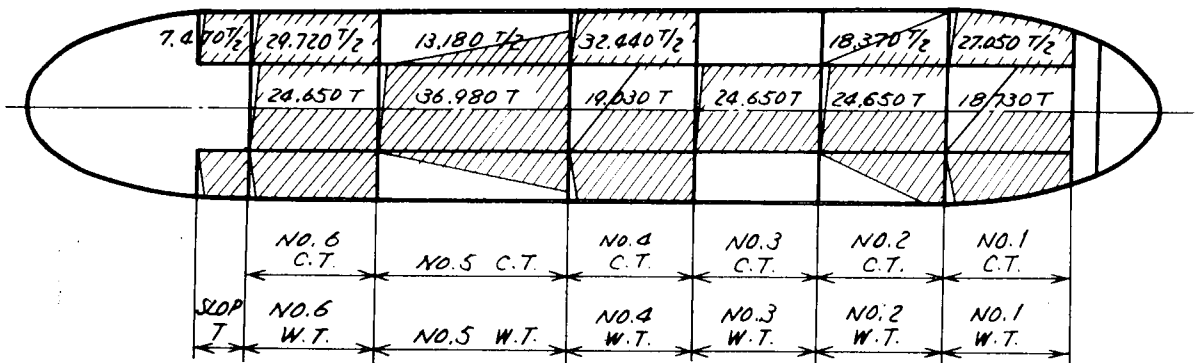 7.470 T/2 29.720 T/2 13.180 T/2 32.440 T/2 18.370 T/2 27.050 T/2
24.650 T 36.980 T 19.030 T 24.650 T 24.650 T 18.730 T
NO.6 C.T. NO.5 C.T. NO.4 C.T. NO.3 C.T. NO.2 C.T. NO.1 C.T.
SLOP T NO.6 W.T. NO.5 W.T. NO.4 W.T. NO.3 W.T. NO.2 W.T. NO.1 W.T.